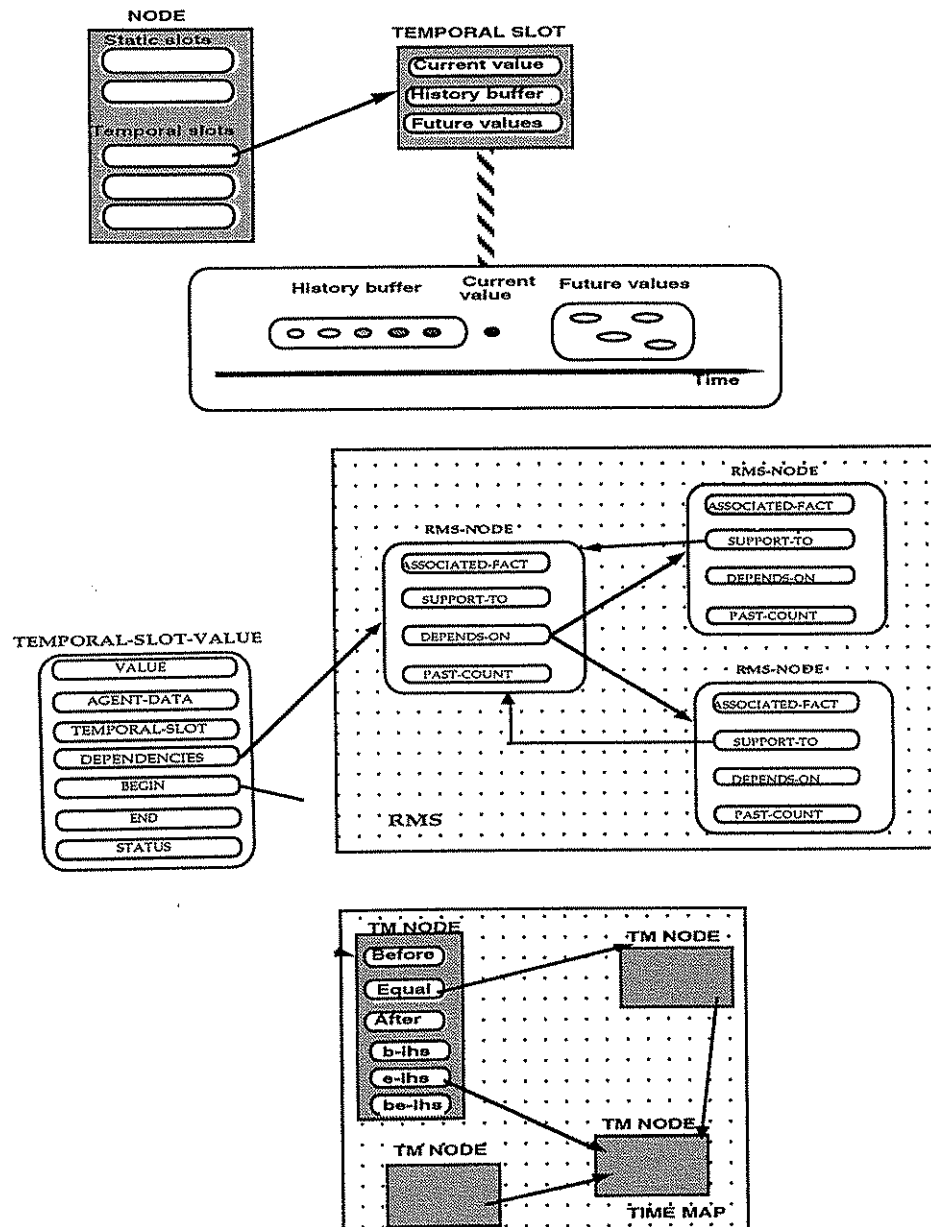 NODE
Static slots
Temporal slots
TEMPORAL SLOT
Current value
History buffer
Future values
History buffer
Current
value
Future values
Time
RMS-NODE
ASSOCIATED-FACT
SUPPORT-TO
DEPENDS-ON
PAST-COUNT
RMS-NODE
ASSOCIATED-FACT
SUPPORT-TO
DEPENDS-ON
PAST-COUNT
RMS-NODE
ASSOCIATED-FACT
SUPPORT-TO
DEPENDS-ON
PAST-COUNT
RMS
TEMPORAL-SLOT-VALUE
VALUE
AGENT-DATA
TEMPORAL-SLOT
DEPENDENCIES
BEGIN
END
STATUS
TM NODE
Before
Equal
After
b-ihs
e-ihs
be-ihs
TM NODE
TM NODE
TM NODE
TIME MAP